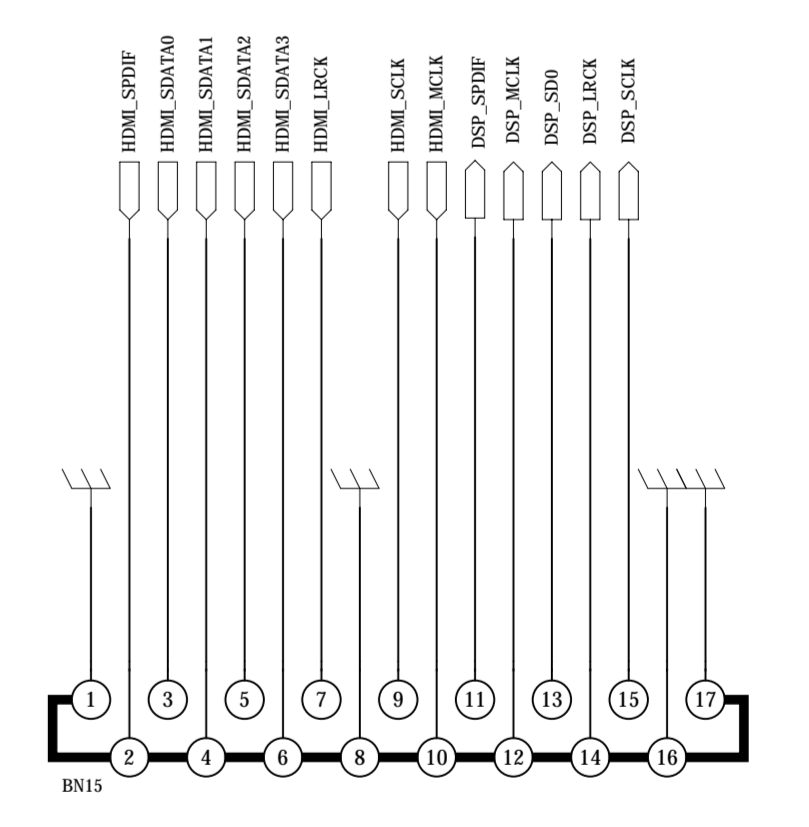 HDMI_SPDIF
HDMI_SDATA0
HDMI_SDATA1
HDMI_SDATA2
HDMI_SDATA3
HDMI_LRCK
HDMI_SCLK
HDMI_MCLK
DSP_SPDIF
DSP_MCLK
DSP_SD0
DSP_LRCK
DSP_SCLK
1 3 5 7 9 11 13 15 17
2 4 6 8 10 12 14 16
BN15